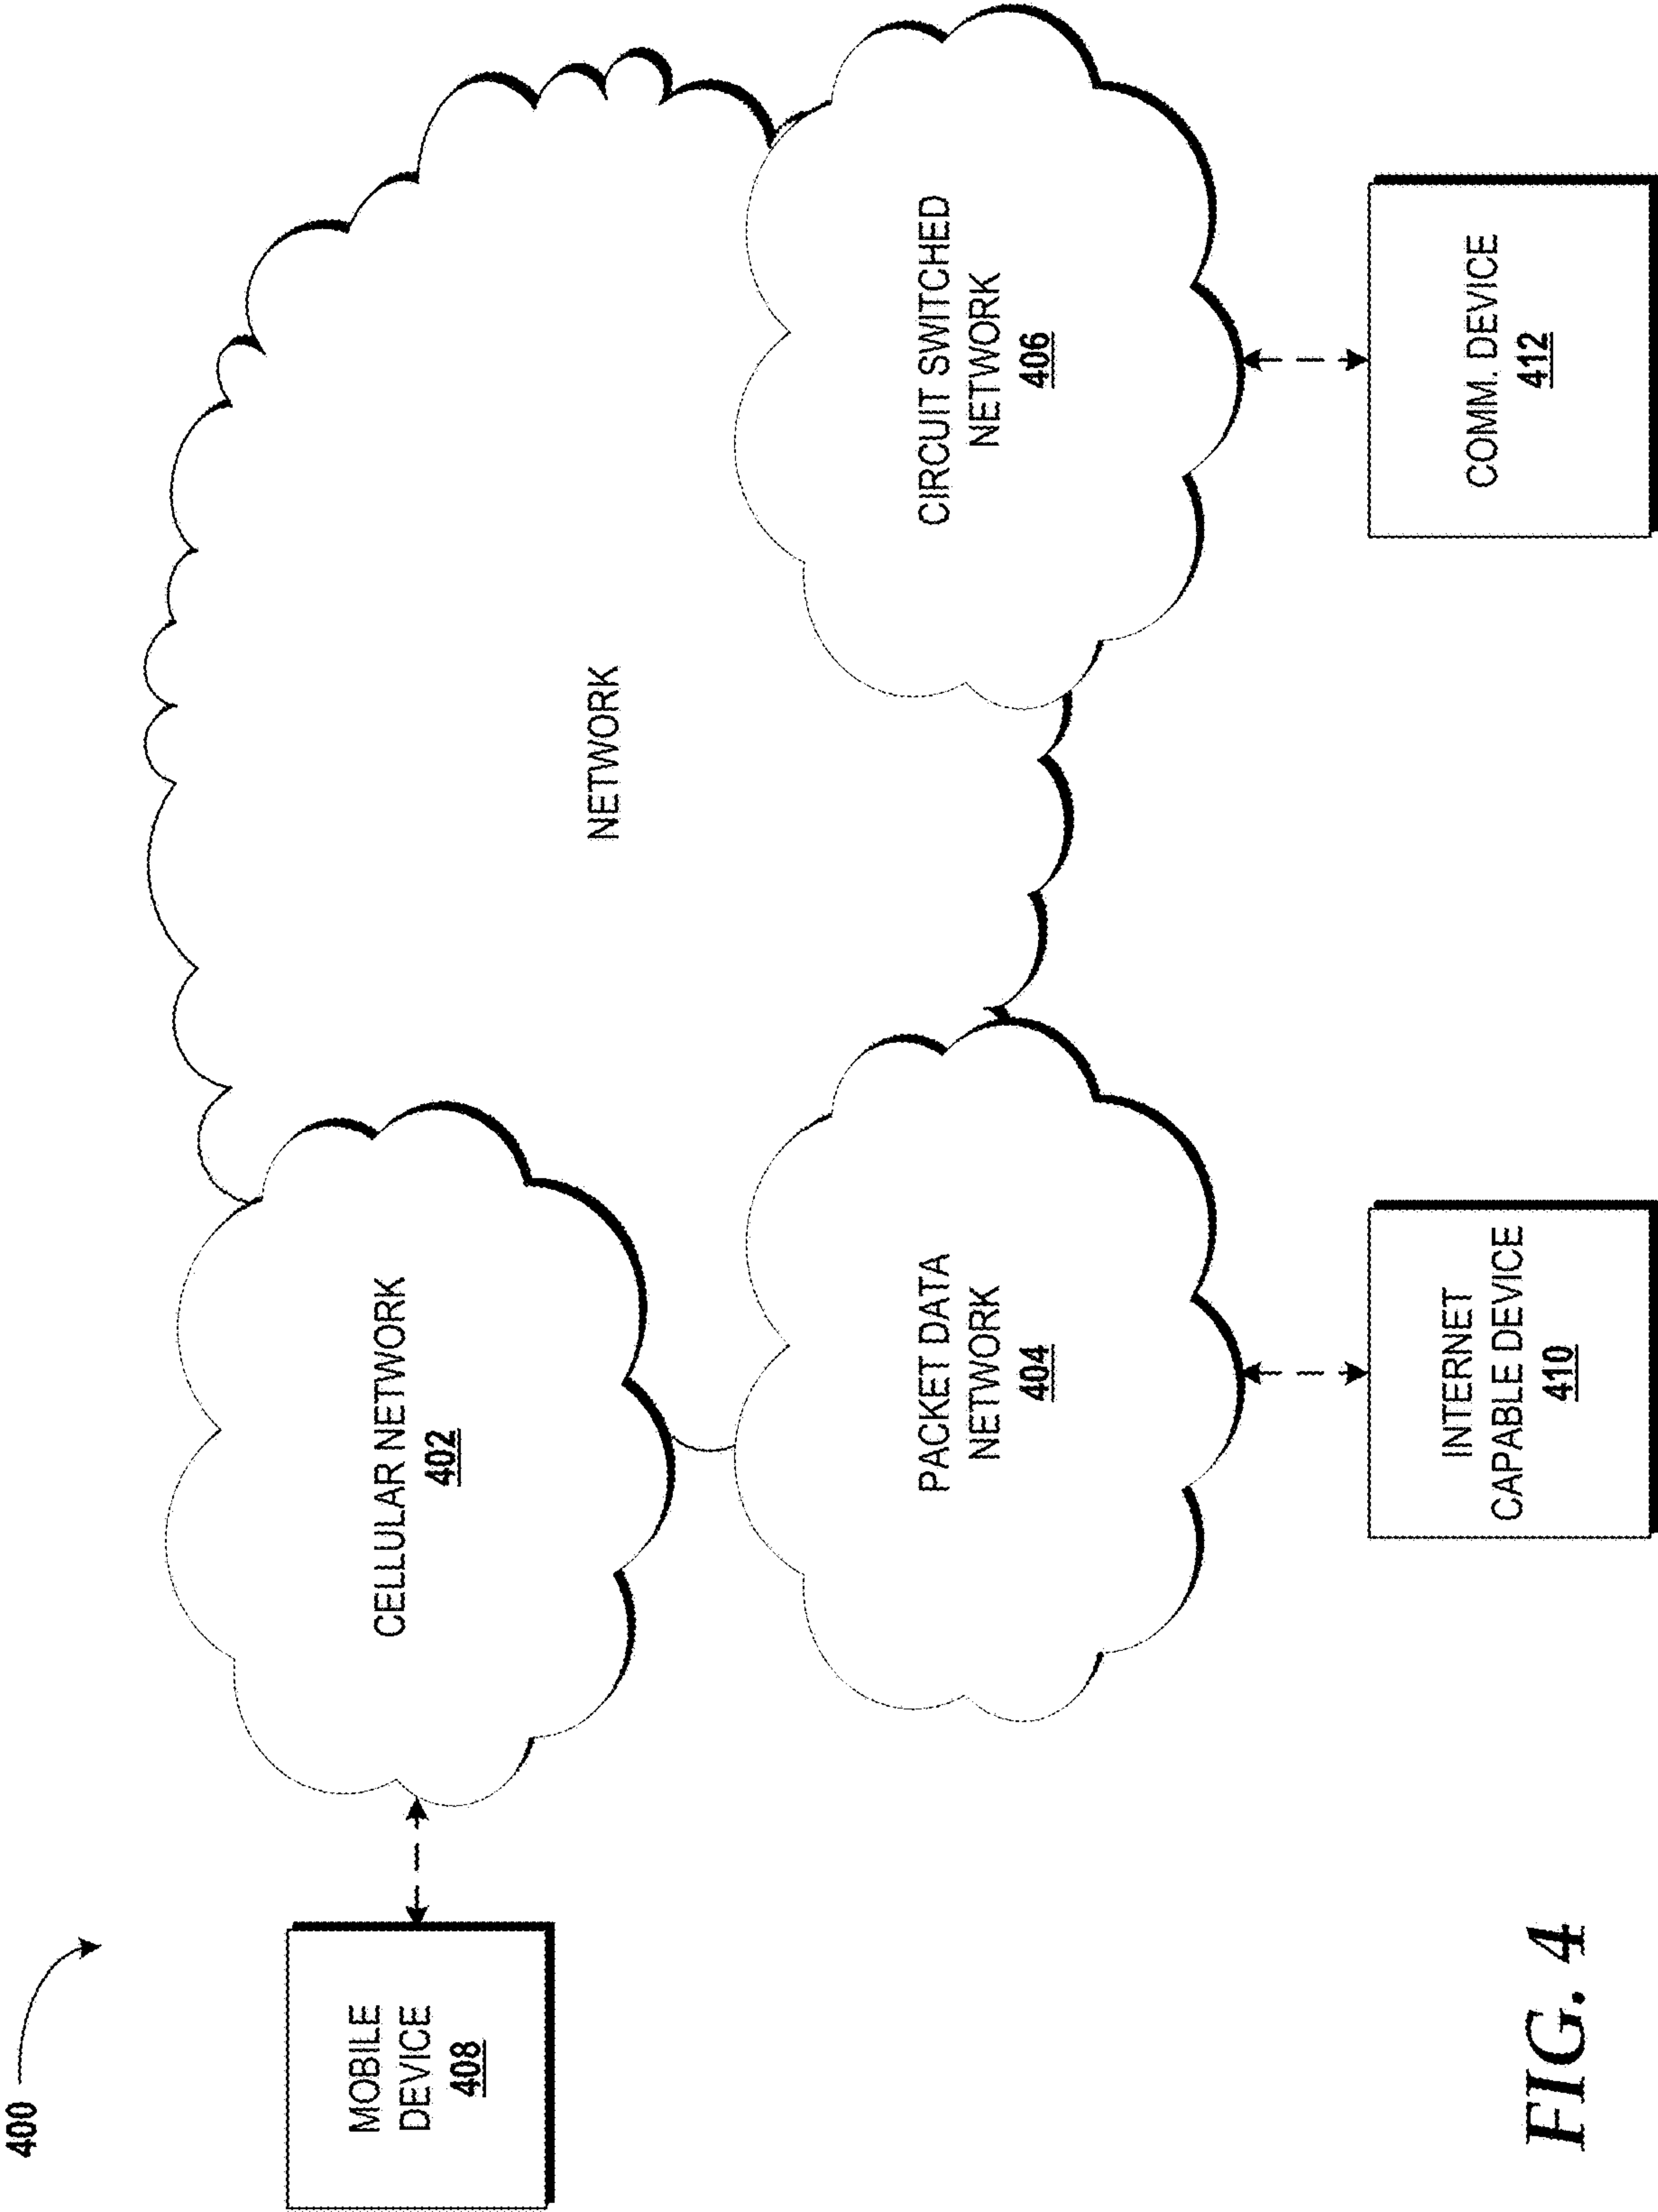 400
MOBILE
DEVICE
408
CELLULAR NETWORK
402
NETWORK
PACKET DATA
NETWORK
404
CIRCUIT SWITCHED
NETWORK
406
INTERNET
CAPABLE DEVICE
410
COMM. DEVICE
412
FIG. 4